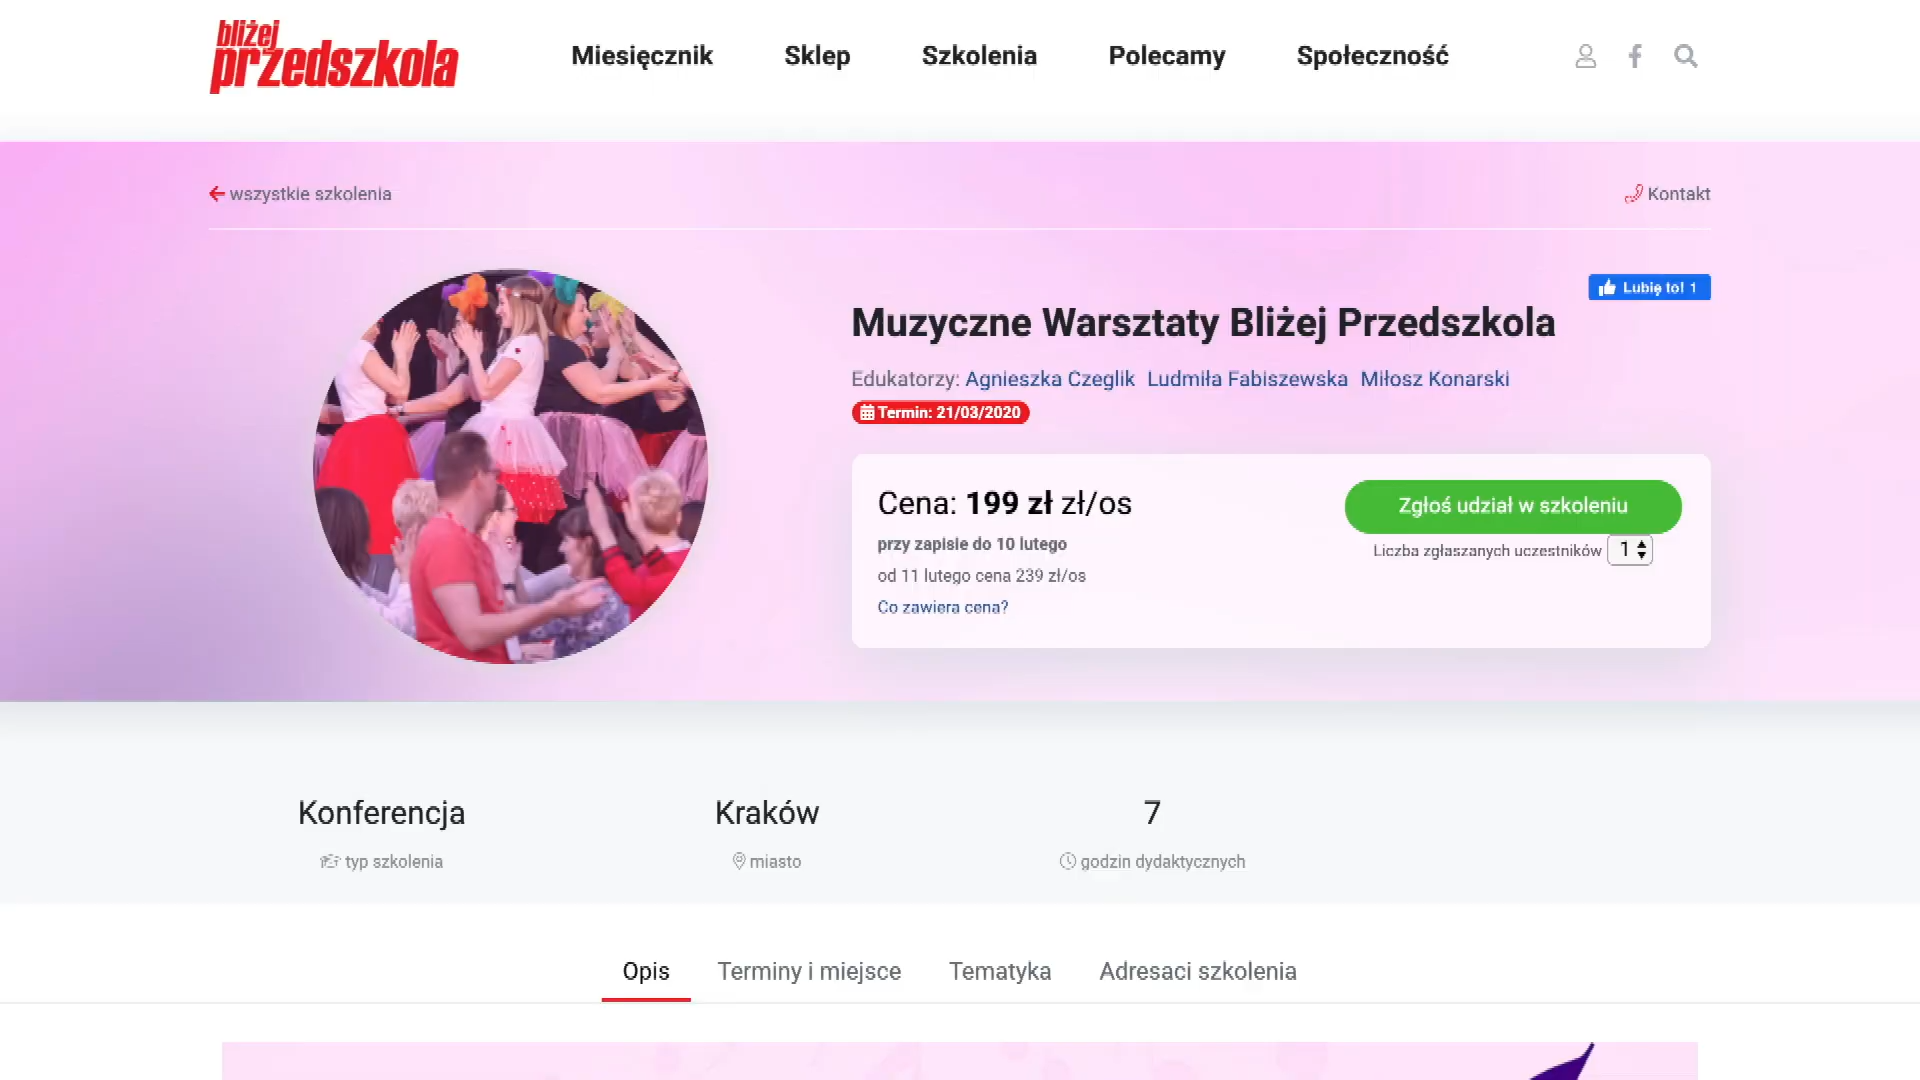 bliżej
przedszkola
Miesięcznik
Sklep
Szkolenia
Polecamy
Społeczność
wszystkie szkolenia
Kontakt
Lubię to! 1
Muzyczne Warsztaty Bliżej Przedszkola
Edukatorzy: Agnieszka Czeglik Ludmiła Fabiszewska Miłosz Konarski
Termin: 21/03/2020
Cena: 199 zł zł/os
Zgłoś udział w szkoleniu
przy zapisie do 10 lutego
Liczba zgłaszanych uczestników 1
od 11 lutego cena 239 zł/os
Co zawiera cena?
Konferencja
typ szkolenia
Kraków
miasto
7
godzin dydaktycznych
Opis
Terminy i miejsce
Tematyka
Adresaci szkolenia